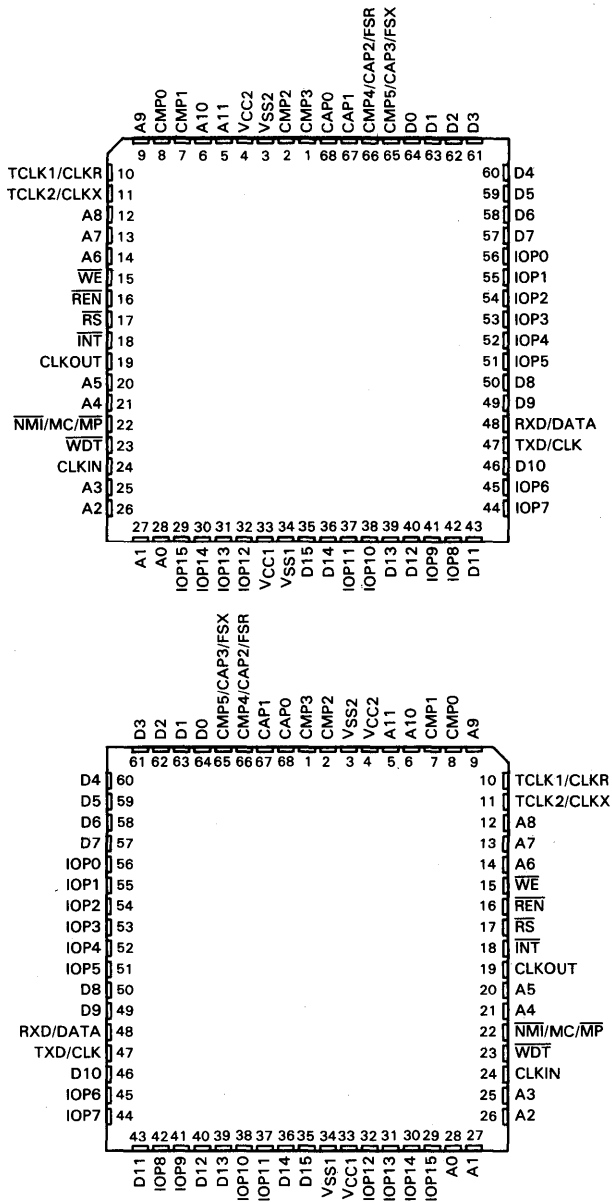 A9 CMP0 CMP1 A10 A11 VCC2 VSS2 CMP2 CMP3 CAP0 CAP1 CMP4/CAP2/FSR CMP5/CAP3/FSX D0 D1 D2 D3
9 8 7 6 5 4 3 2 1 68 67 66 65 64 63 62 61
TCLK1/CLKR 10 60 D4
TCLK2/CLKX 11 59 D5
A8 12 58 D6
A7 13 57 D7
A6 14 56 IOP0
W̅E̅ 15 55 IOP1
R̅E̅N̅ 16 54 IOP2
R̅S̅ 17 53 IOP3
I̅N̅T̅ 18 52 IOP4
CLKOUT 19 51 IOP5
A5 20 50 D8
A4 21 49 D9
N̅M̅I̅/MC/M̅P̅ 22 48 RXD/DATA
W̅D̅T̅ 23 47 TXD/CLK
CLKIN 24 46 D10
A3 25 45 IOP6
A2 26 44 IOP7
27 28 29 30 31 32 33 34 35 36 37 38 39 40 41 42 43
A1 A0 IOP15 IOP14 IOP13 IOP12 VCC1 VSS1 D15 D14 IOP11 IOP10 D13 D12 IOP9 IOP8 D11
D3 D2 D1 D0 CMP5/CAP3/FSX CMP4/CAP2/FSR CAP1 CAP0 CMP3 CMP2 VSS2 VCC2 A11 A10 CMP1 CMP0 A9
61 62 63 64 65 66 67 68 1 2 3 4 5 6 7 8 9
D4 60 10 TCLK1/CLKR
D5 59 11 TCLK2/CLKX
D6 58 12 A8
D7 57 13 A7
IOP0 56 14 A6
IOP1 55 15 W̅E̅
IOP2 54 16 R̅E̅N̅
IOP3 53 17 R̅S̅
IOP4 52 18 I̅N̅T̅
IOP5 51 19 CLKOUT
D8 50 20 A5
D9 49 21 A4
RXD/DATA 48 22 N̅M̅I̅/MC/M̅P̅
TXD/CLK 47 23 W̅D̅T̅
D10 46 24 CLKIN
IOP6 45 25 A3
IOP7 44 26 A2
43 42 41 40 39 38 37 36 35 34 33 32 31 30 29 28 27
D11 IOP8 IOP9 D12 D13 IOP10 IOP11 D14 D15 VSS1 VCC1 IOP12 IOP13 IOP14 IOP15 A0 A1